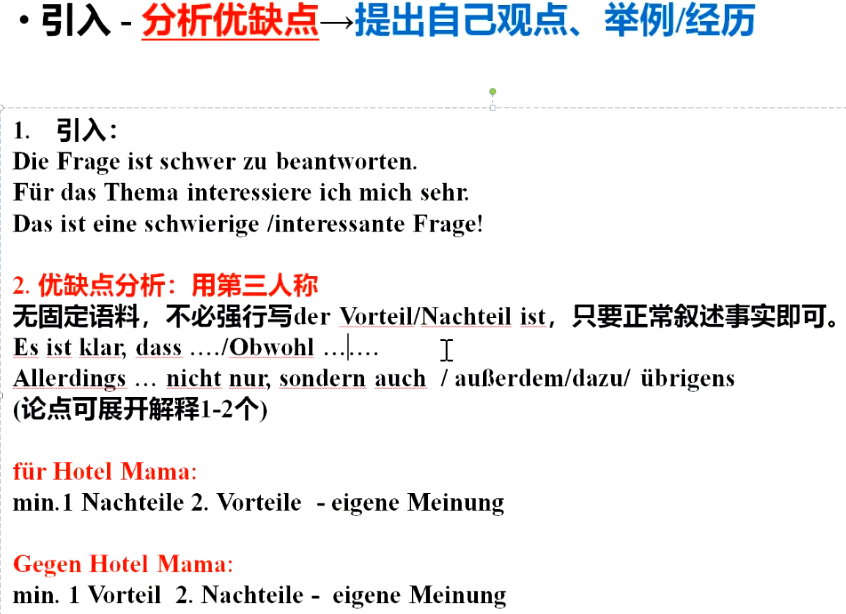 • 引入 - 分析优缺点→提出自己观点、举例/经历
1. 引入：
Die Frage ist schwer zu beantworten.
Für das Thema interessiere ich mich sehr.
Das ist eine schwierige /interessante Frage!
2. 优缺点分析：用第三人称
无固定语料，不必强行写der Vorteil/Nachteil ist，只要正常叙述事实即可。
Es ist klar, dass …./Obwohl …….
Allerdings … nicht nur, sondern auch / außerdem/dazu/ übrigens
(论点可展开解释1-2个)
für Hotel Mama:
min.1 Nachteile 2. Vorteile - eigene Meinung
Gegen Hotel Mama:
min. 1 Vorteil 2. Nachteile - eigene Meinung